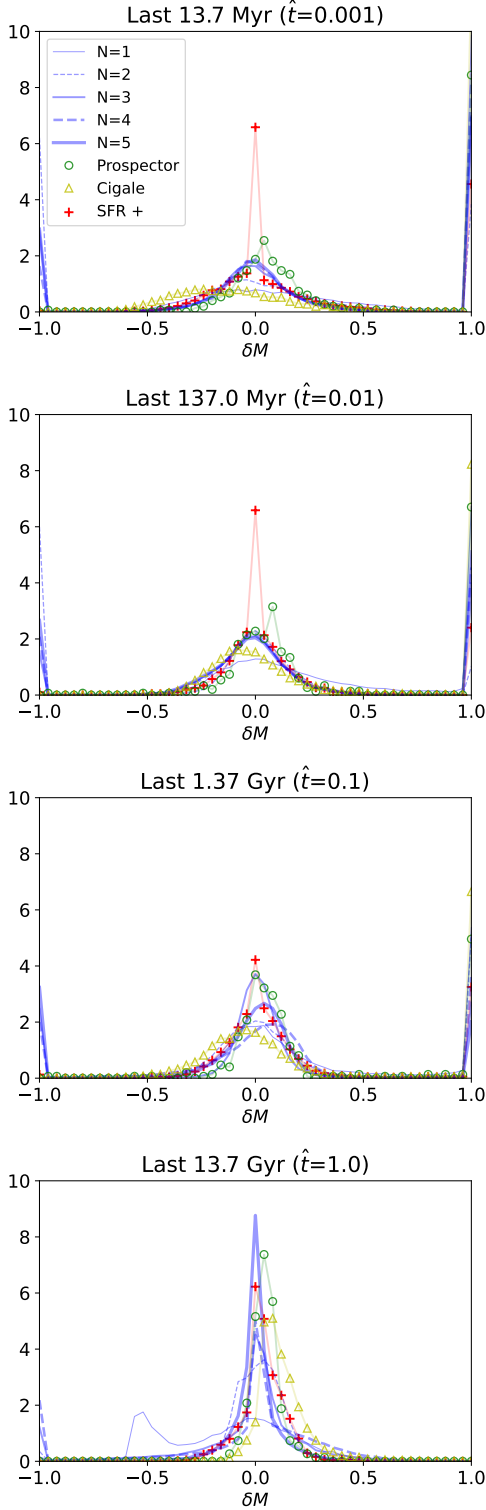 Last 13.7 Myr (t̂=0.001)
10
8
6
4
2
0
N=1
N=2
N=3
N=4
N=5
Prospector
Cigale
SFR +
−1.0 −0.5 0.0 0.5 1.0
δM
Last 137.0 Myr (t̂=0.01)
10
8
6
4
2
0
−1.0 −0.5 0.0 0.5 1.0
δM
Last 1.37 Gyr (t̂=0.1)
10
8
6
4
2
0
−1.0 −0.5 0.0 0.5 1.0
δM
Last 13.7 Gyr (t̂=1.0)
10
8
6
4
2
0
−1.0 −0.5 0.0 0.5 1.0
δM